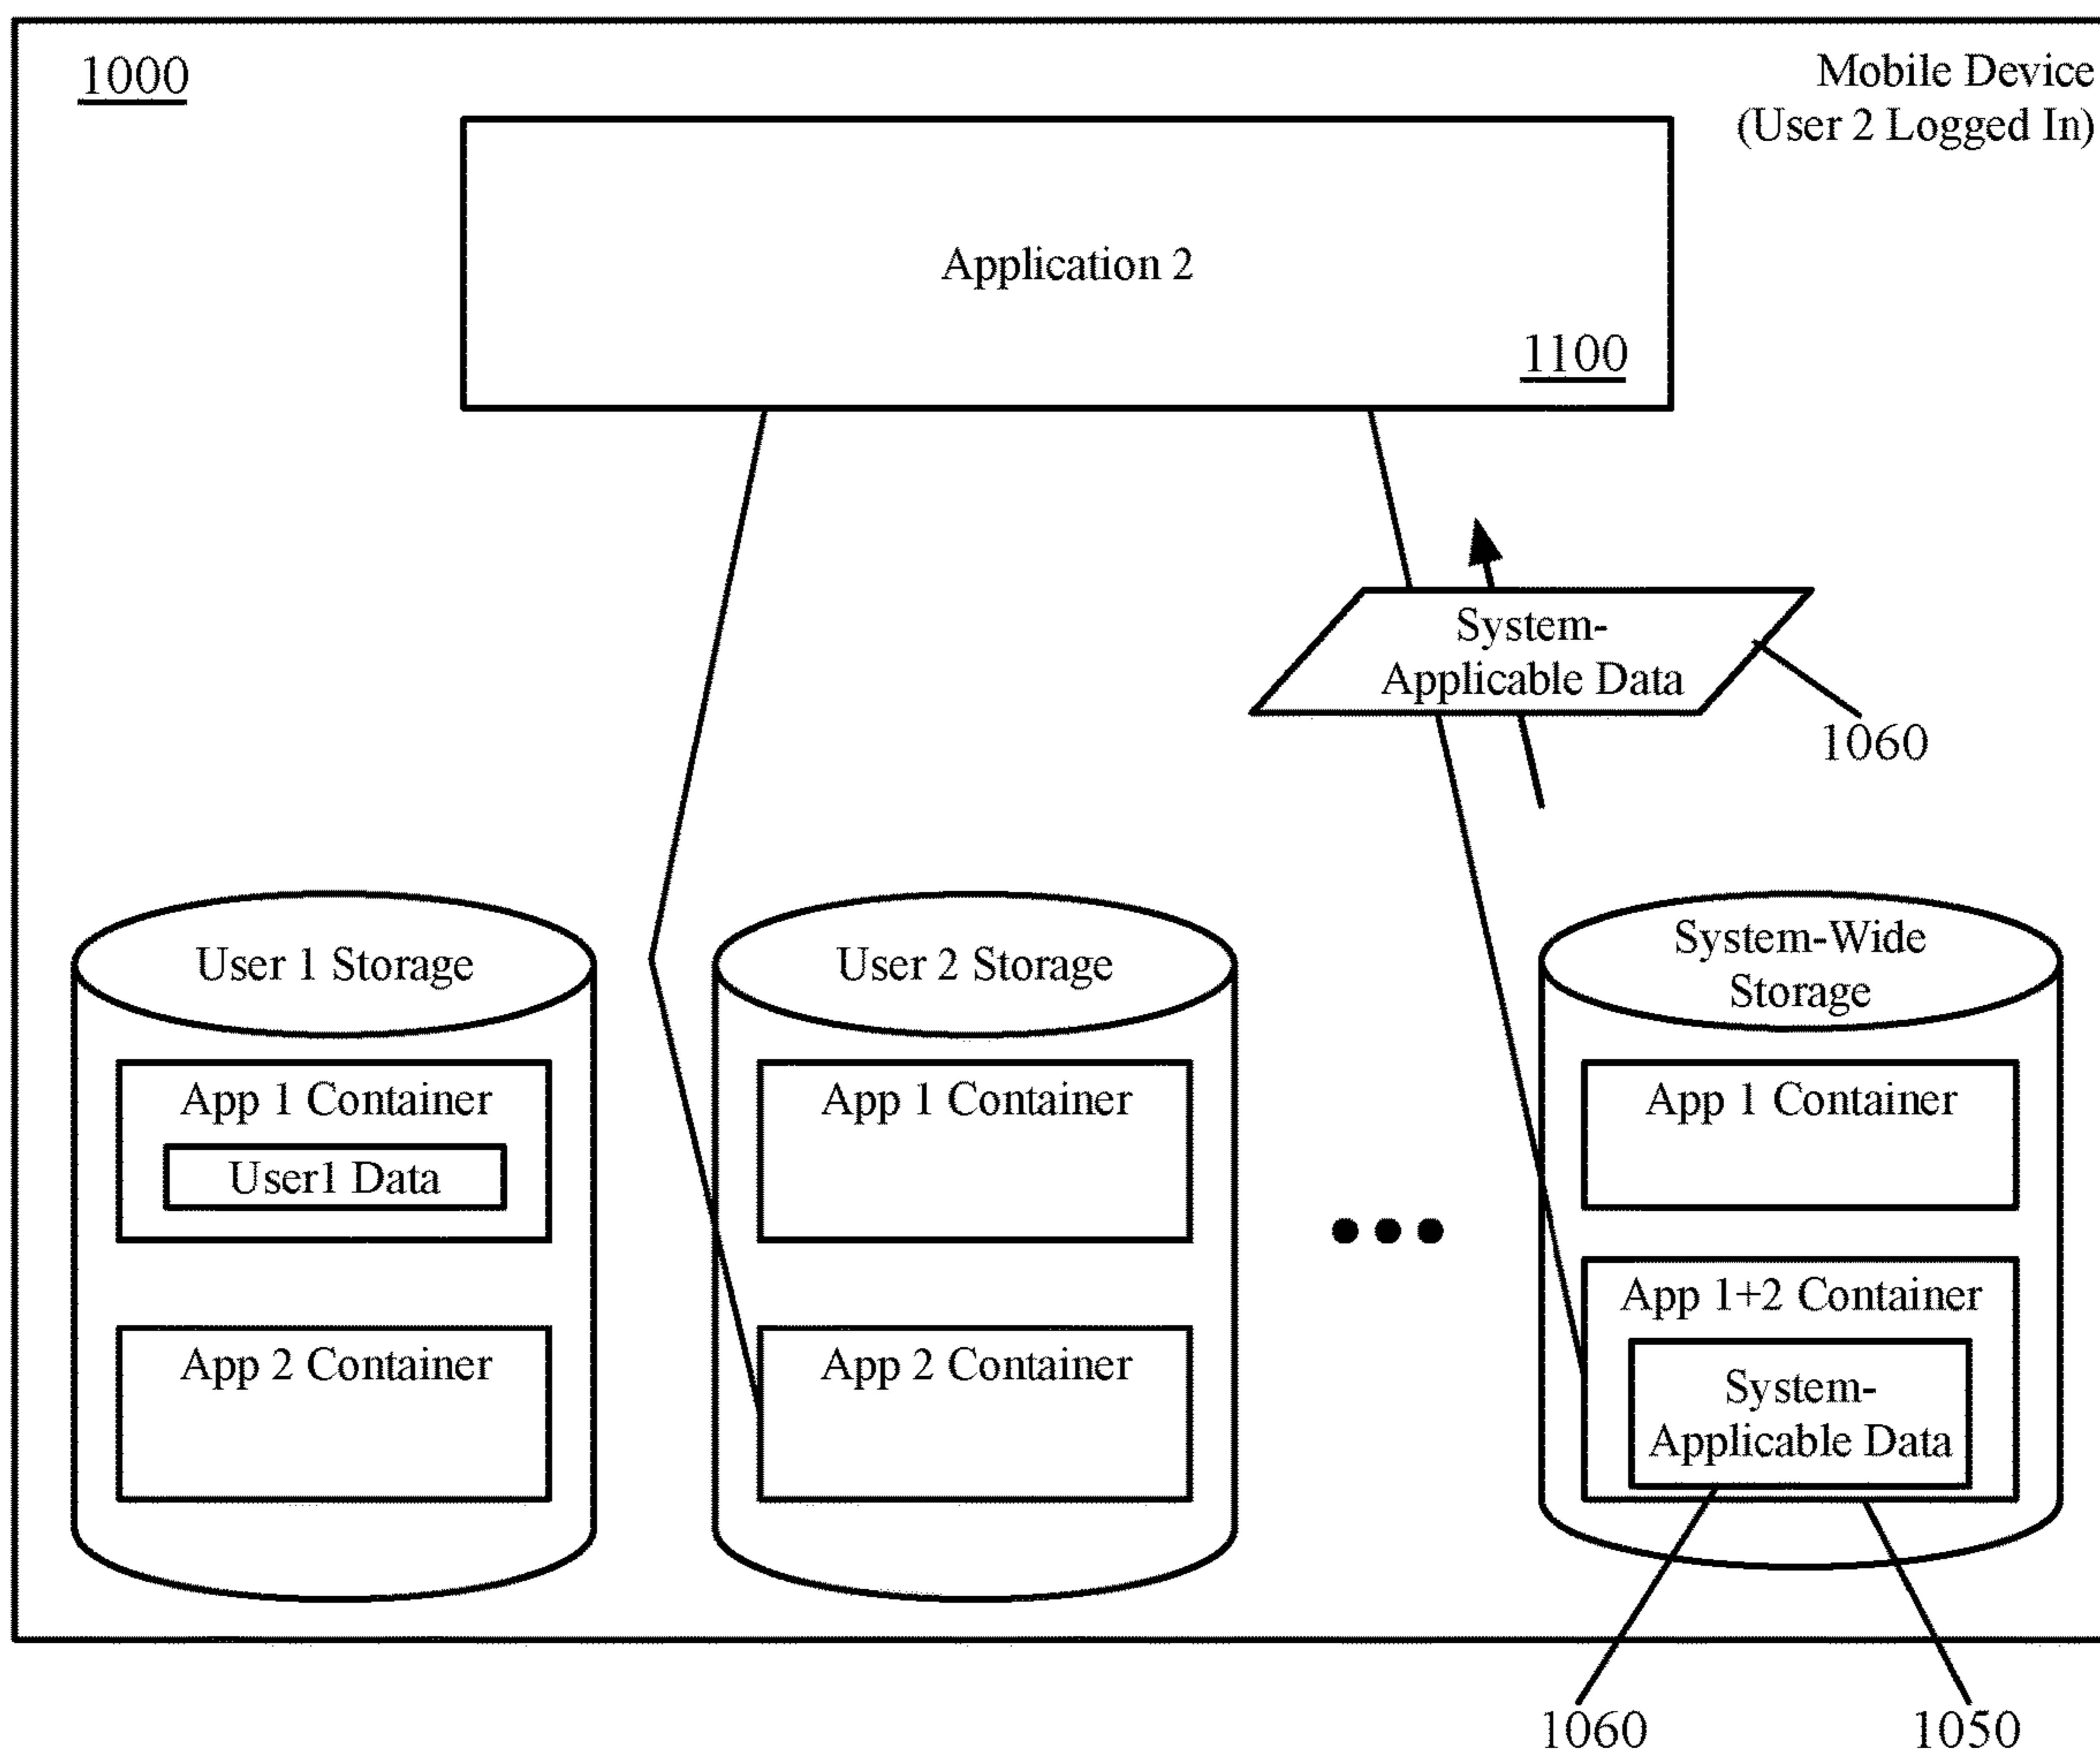 1000
Mobile Device
(User 2 Logged In)
Application 2
1100
System-
Applicable Data
1060
User 1 Storage
App 1 Container
User1 Data
App 2 Container
User 2 Storage
App 1 Container
App 2 Container
System-Wide
Storage
App 1 Container
App 1+2 Container
System-
Applicable Data
1060
1050